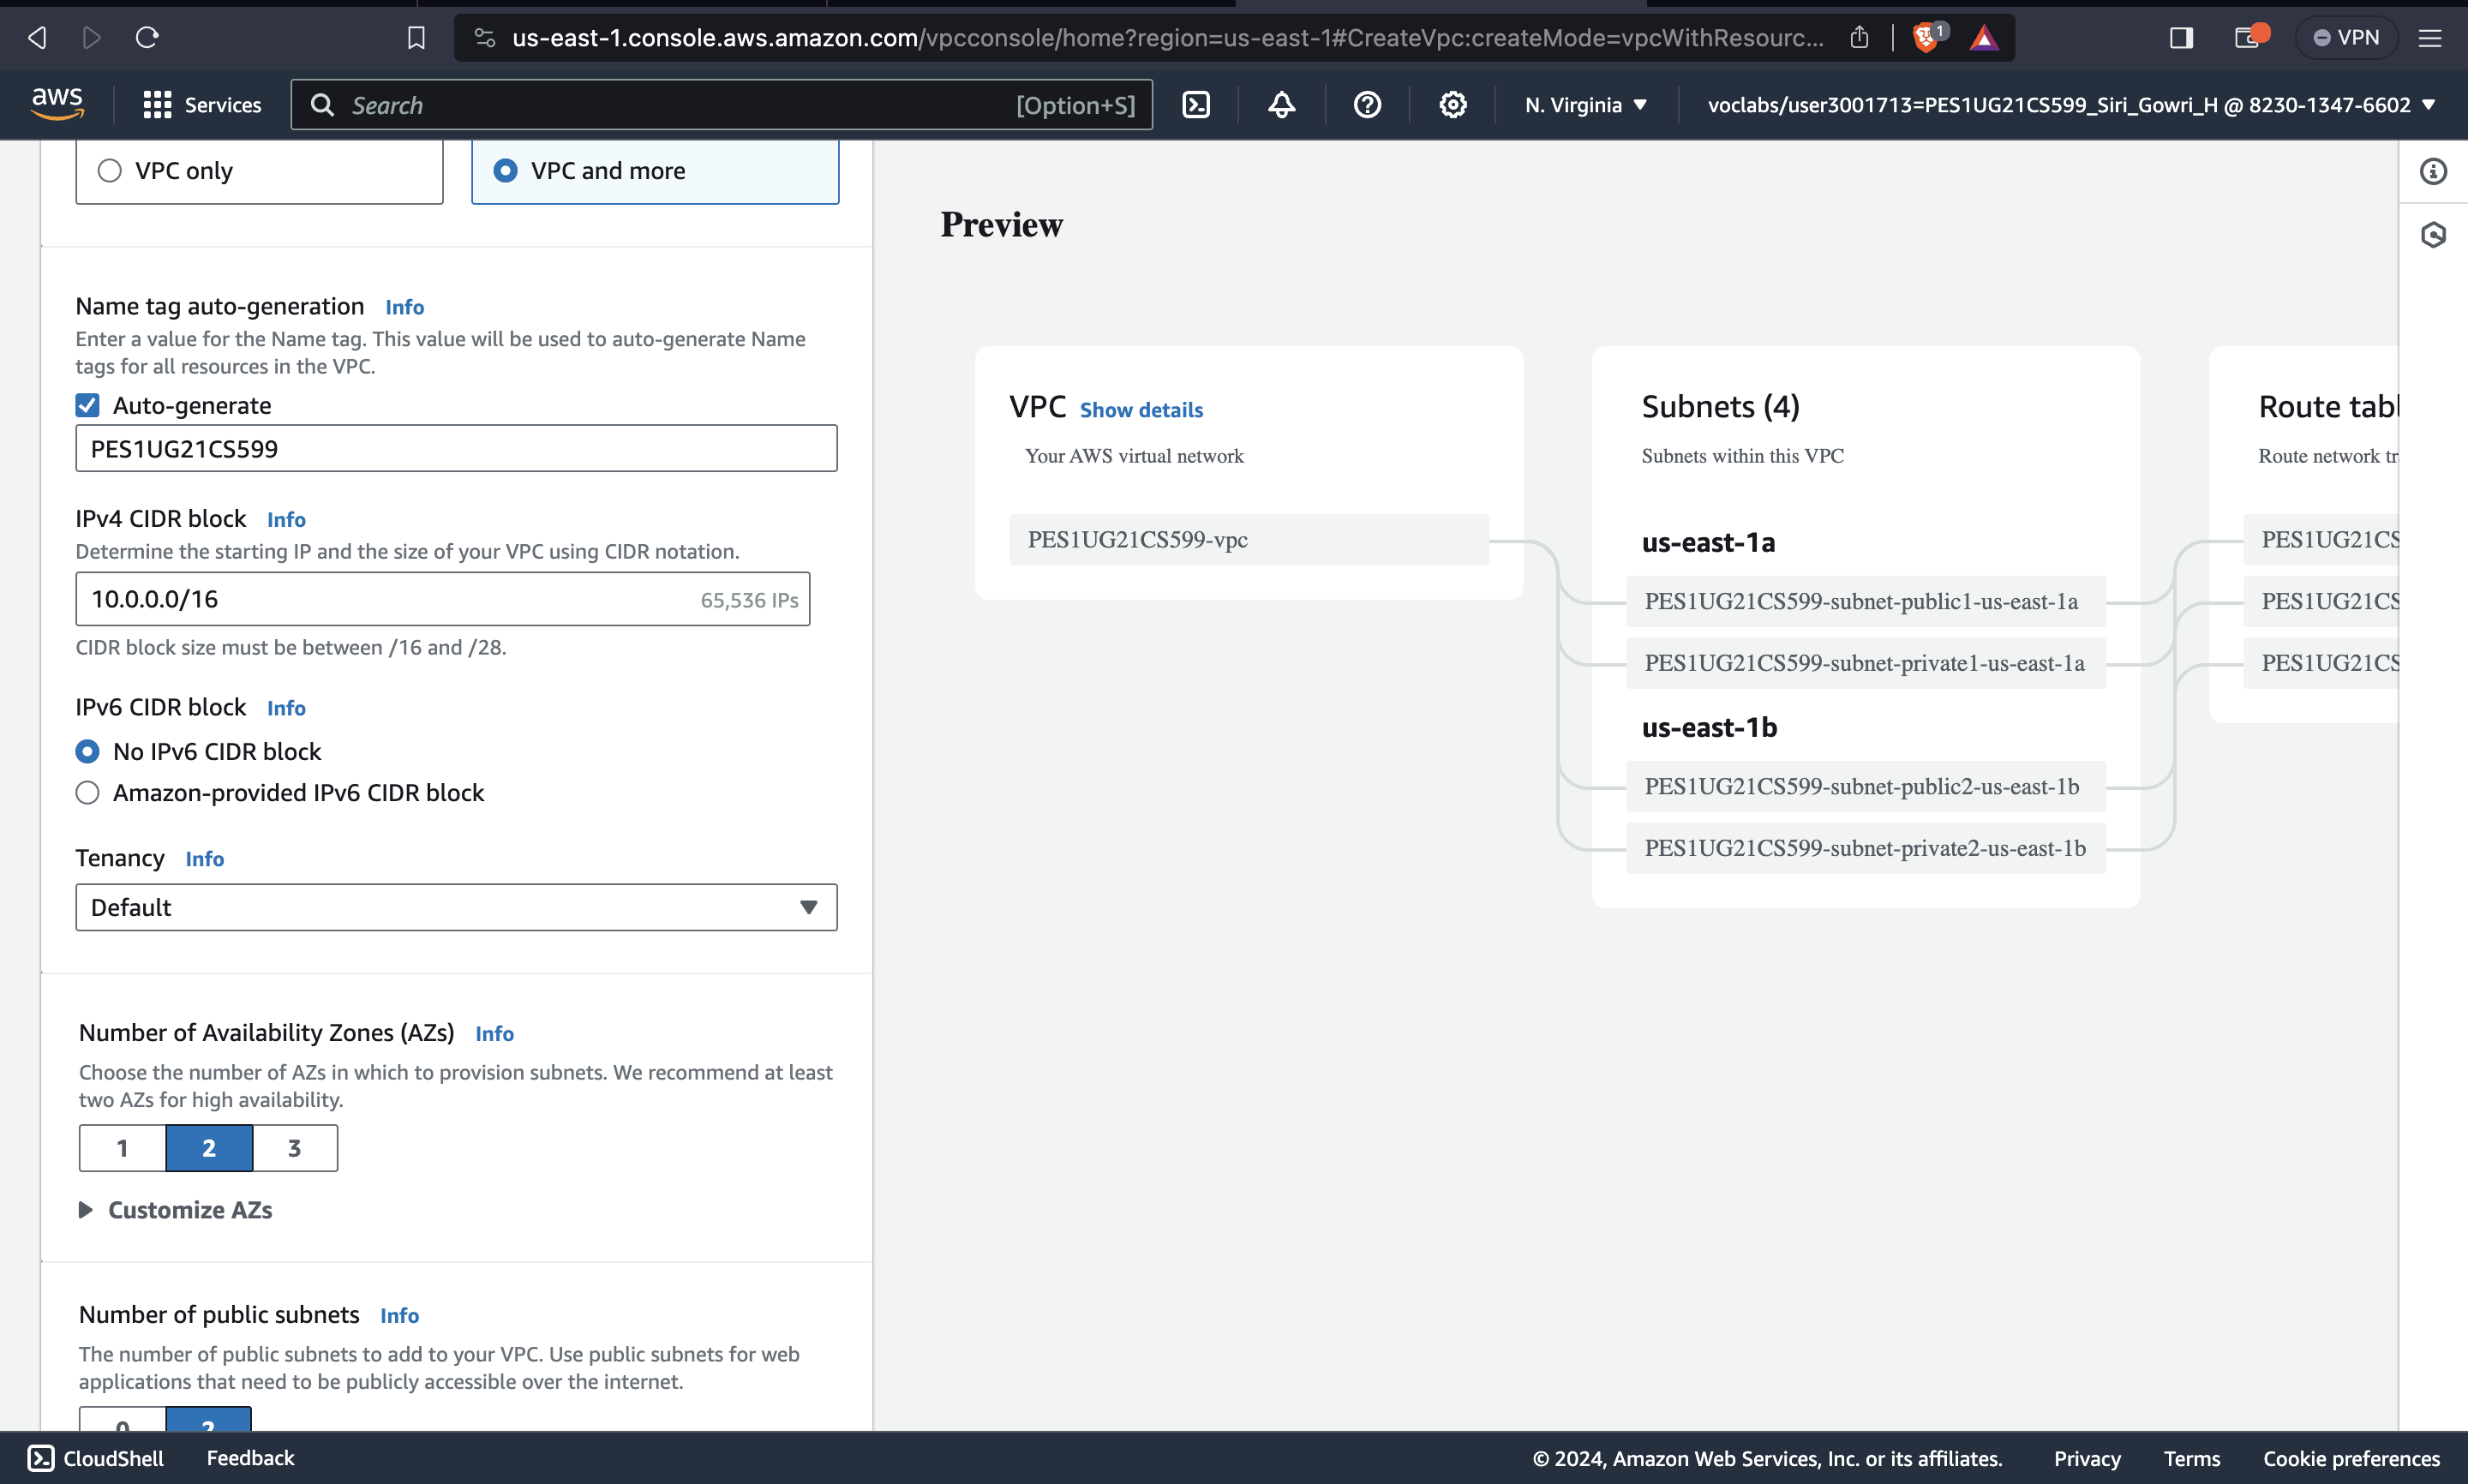 us-east-1.console.aws.amazon.com/vpcconsole/home?region=us-east-1#CreateVpc:createMode=vpcWithResourc...
1
VPN
aws
Services
Search
[Option+S]
N. Virginia
voclabs/user3001713=PES1UG21CS599_Siri_Gowri_H @ 8230-1347-6602
VPC only
VPC and more
Name tag auto-generation Info
Enter a value for the Name tag. This value will be used to auto-generate Name
tags for all resources in the VPC.
Auto-generate
PES1UG21CS599
IPv4 CIDR block Info
Determine the starting IP and the size of your VPC using CIDR notation.
10.0.0.0/16
65,536 IPs
CIDR block size must be between /16 and /28.
IPv6 CIDR block Info
No IPv6 CIDR block
Amazon-provided IPv6 CIDR block
Tenancy Info
Default
Number of Availability Zones (AZs) Info
Choose the number of AZs in which to provision subnets. We recommend at least
two AZs for high availability.
1 2 3
Customize AZs
Number of public subnets Info
The number of public subnets to add to your VPC. Use public subnets for web
applications that need to be publicly accessible over the internet.
0 2
Preview
VPC Show details
Your AWS virtual network
PES1UG21CS599-vpc
Subnets (4)
Subnets within this VPC
us-east-1a
PES1UG21CS599-subnet-public1-us-east-1a
PES1UG21CS599-subnet-private1-us-east-1a
us-east-1b
PES1UG21CS599-subnet-public2-us-east-1b
PES1UG21CS599-subnet-private2-us-east-1b
Route tabl
Route network tr
PES1UG21CS
PES1UG21CS
PES1UG21CS
CloudShell
Feedback
© 2024, Amazon Web Services, Inc. or its affiliates.
Privacy
Terms
Cookie preferences